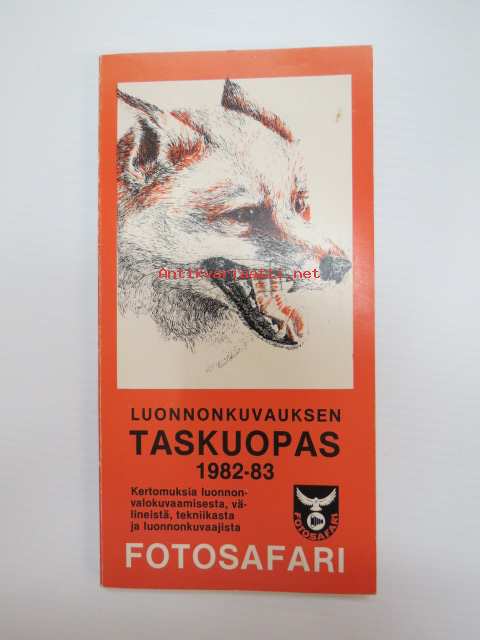 Antikvariaatti.net
LUONNONKUVAUKSEN
TASKUOPAS
1982-83
Kertomuksia luonnon-
valokuvaamisesta, vä-
lineistä, tekniikasta
ja luonnonkuvaajista
FOTOSAFARI
FOTOSAFARI